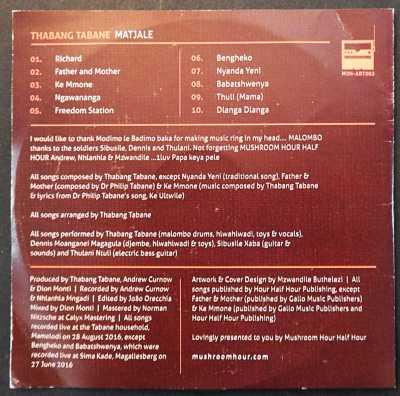 THABANG TABANE MATJALE
MUSH-ART002
01. Richard
02. Father and Mother
03. Ke Mmone
04. Ngawananga
05. Freedom Station
06. Bengheko
07. Nyanda Yeni
08. Babatshwenya
09. Thuli (Mama)
10. Dlanga Dlanga
I would like to thank Modimo le Badimo baka for making music ring in my head.... MALOMBO
thanks to the soldiers Sibusile, Dennis and Thulani. Not forgetting MUSHROOM HOUR HALF
HOUR Andrew, Nhlanhla & Mzwandile ...1luv Papa keya pele
All songs composed by Thabang Tabane, except Nyanda Yeni (traditional song), Father &
Mother (composed by Dr Philip Tabane) & Ke Mmone (music composed by Thabang Tabane
& lyrics from Dr Philip Tabane's song, Ke Utlwile)
All songs arranged by Thabang Tabane
All songs performed by Thabang Tabane (malombo drums, hlwahlwadi, toys & vocals),
Dennis Moanganei Magagula (djembe, hlwahlwadi & toys), Sibusile Xaba (guitar &
sounds) and Thulani Ntuli (electric bass guitar)
Produced by Thabang Tabane, Andrew Curnow
& Dion Monti | Recorded by Andrew Curnow
& Nhlanhla Mngadi | Edited by João Orecchia
Mixed by Dion Monti | Mastered by Norman
Nitzsche at Calyx Mastering | All songs
recorded live at the Tabane household,
Mamelodi on 28 August 2016, except
Bengheko and Babatshwenya, which were
recorded live at Sima Kade, Magaliesberg on
27 June 2016
Artwork & Cover Design by Mzwandile Buthelezi | All
songs published by Hour Half Hour Publishing, except
Father & Mother (published by Gallo Music Publishers)
& Ke Mmone (published by Gallo Music Publishers and
Hour Half Hour Publishing)
Lovingly presented to you by Mushroom Hour Half Hour
mushroomhour.com